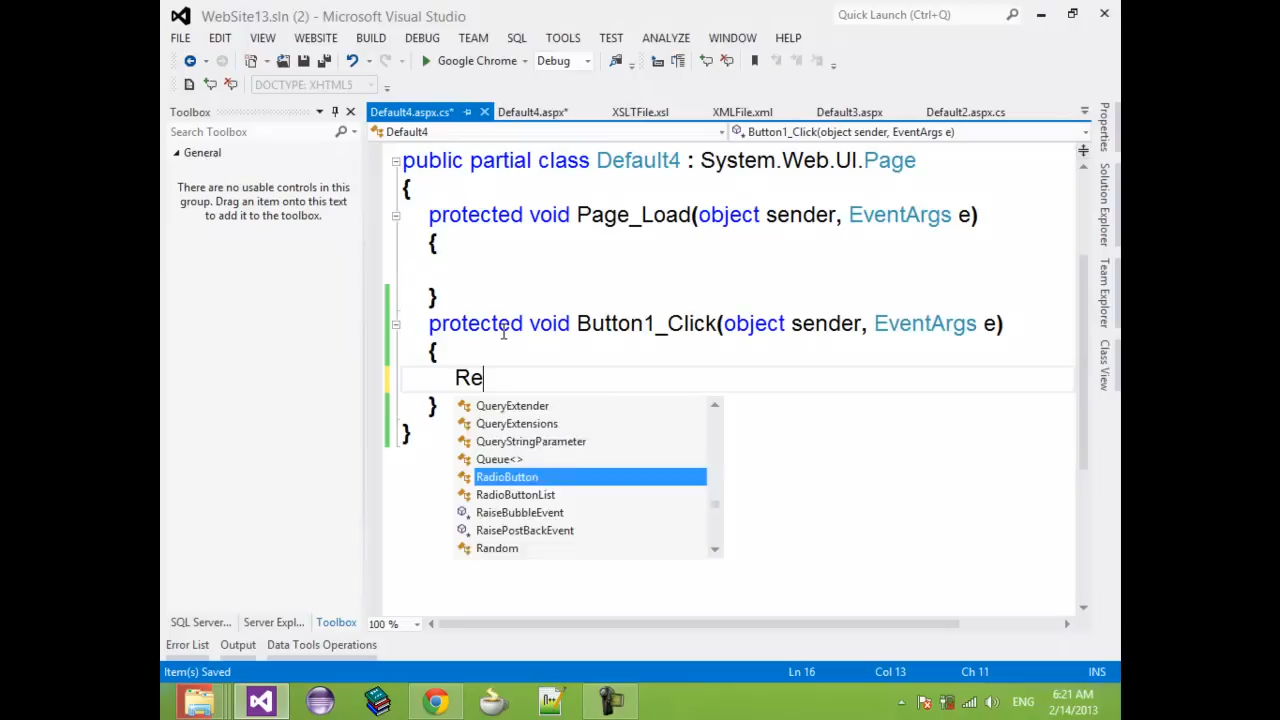 WebSite13.sln (2) - Microsoft Visual Studio
Quick Launch (Ctrl+Q)
FILE EDIT VIEW WEBSITE BUILD DEBUG TEAM SQL TOOLS TEST ANALYZE WINDOW HELP
Google Chrome Debug
DOCTYPE: XHTML5
Toolbox
Default4.aspx.cs* Default4.aspx* XSLTFile.xsl XMLFile.xml Default3.aspx Default2.aspx.cs
Search Toolbox
Default4 Button1_Click(object sender, EventArgs e)
General
There are no usable controls in this
group. Drag an item onto this text
to add it to the toolbox.
public partial class Default4 : System.Web.UI.Page
{
protected void Page_Load(object sender, EventArgs e)
{
}
protected void Button1_Click(object sender, EventArgs e)
{
Re
}
}
QueryExtender
QueryExtensions
QueryStringParameter
Queue<>
RadioButton
RadioButtonList
RaiseBubbleEvent
RaisePostBackEvent
Random
Properties
Solution Explorer
Team Explorer
Class View
SQL Server... Server Expl... Toolbox
100 %
Error List Output Data Tools Operations
Item(s) Saved Ln 16 Col 13 Ch 11 INS
ENG
6:21 AM
2/14/2013